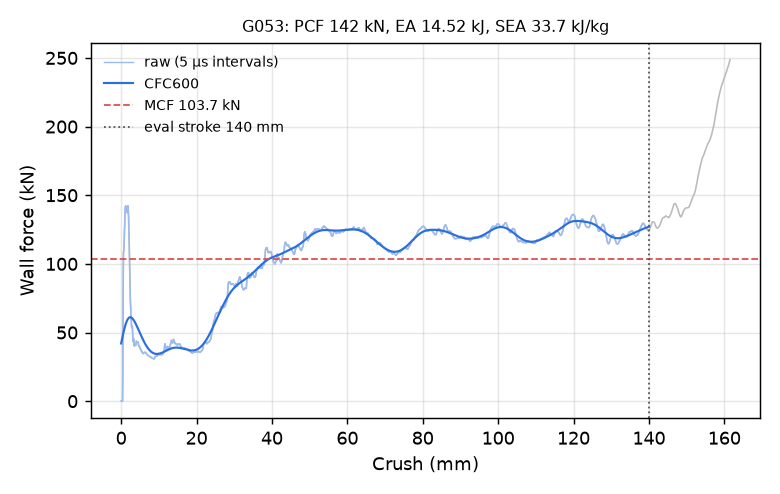 G053: PCF 142 kN, EA 14.52 kJ, SEA 33.7 kJ/kg
raw (5 µs intervals)
CFC600
MCF 103.7 kN
eval stroke 140 mm
Wall force (kN)
250
200
150
100
50
0
0 20 40 60 80 100 120 140 160
Crush (mm)